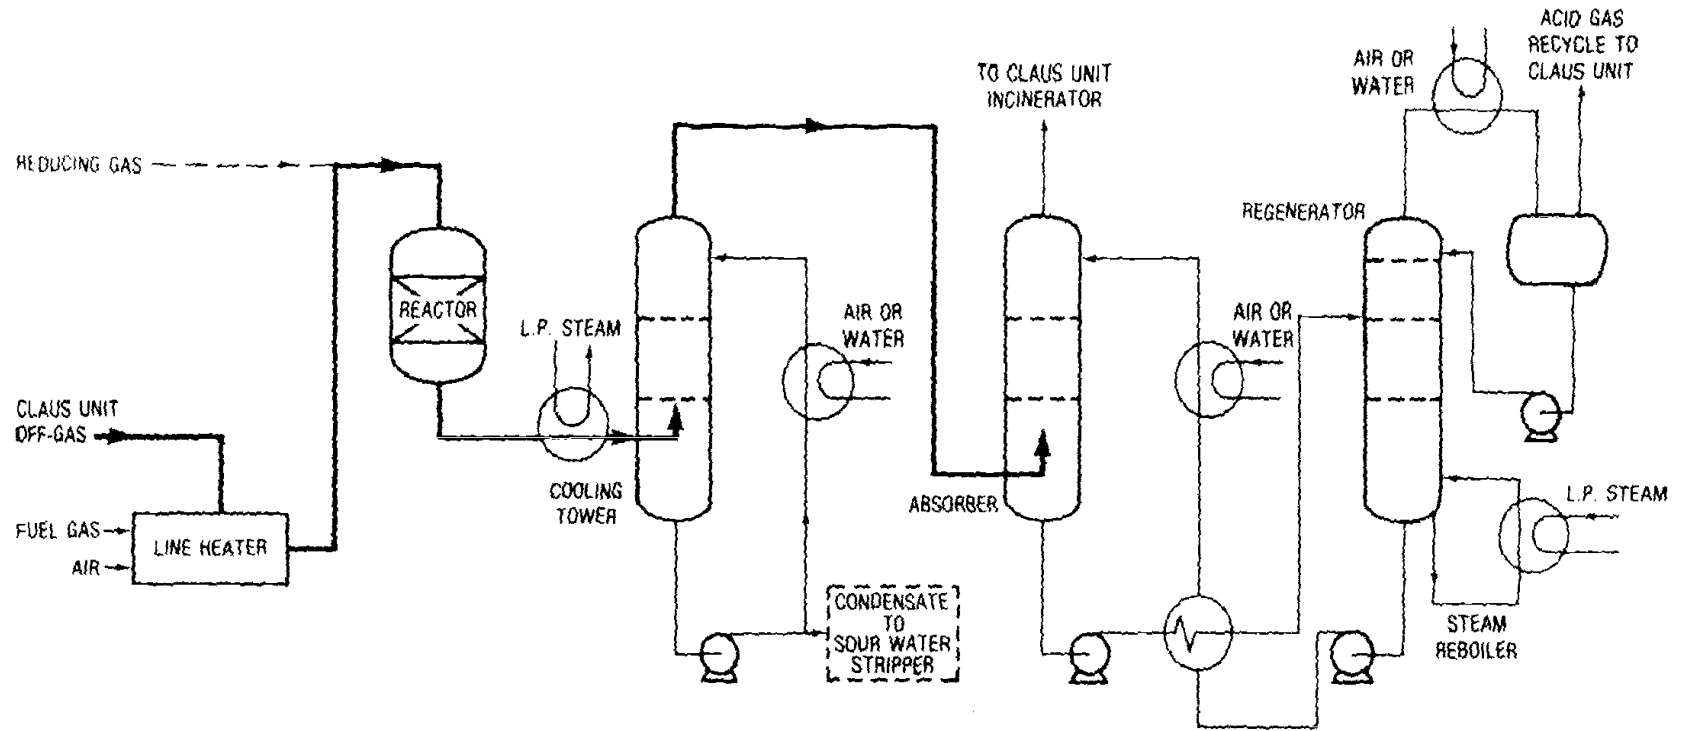 ACID GAS
RECYCLE TO
CLAUS UNIT
AIR OR
WATER
TO CLAUS UNIT
INCINERATOR
REDUCING GAS
REGENERATOR
REACTOR
L.P. STEAM
AIR OR
WATER
AIR OR
WATER
CLAUS UNIT
OFF-GAS
COOLING
TOWER
ABSORBER
L.P. STEAM
FUEL GAS
AIR
LINE HEATER
CONDENSATE
TO
SOUR WATER
STRIPPER
STEAM
REBOILER